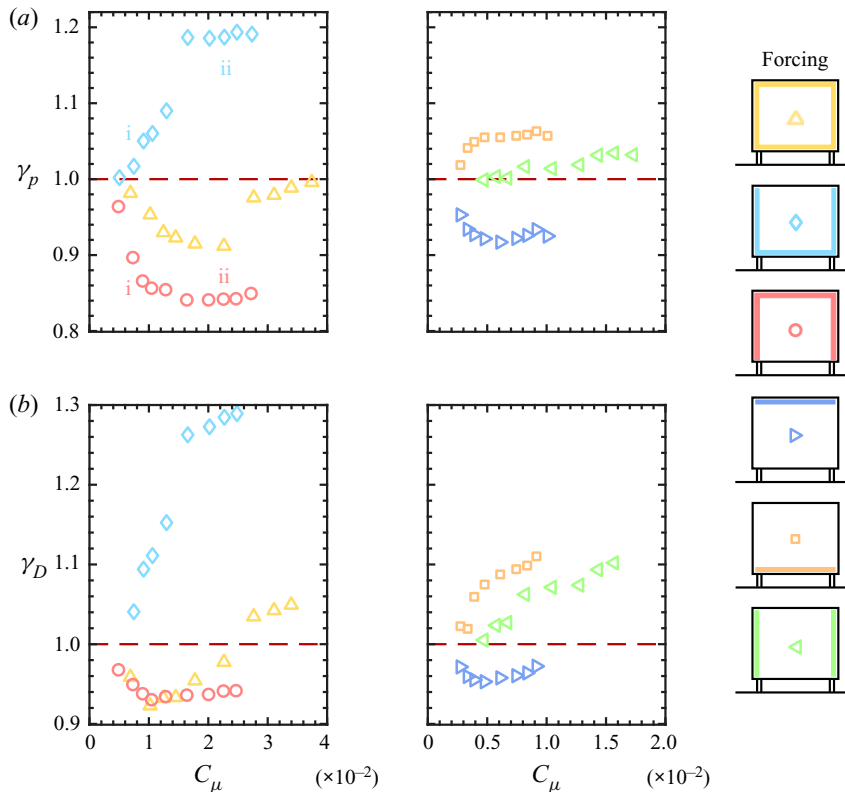 (a)
1.2
1.1
1.0
0.9
0.8
γp
i
ii
i
ii
Forcing
(b)
1.3
1.2
1.1
1.0
0.9
γD
0 1 2 3 4
Cμ (×10−2)
0 0.5 1.0 1.5 2.0
Cμ (×10−2)